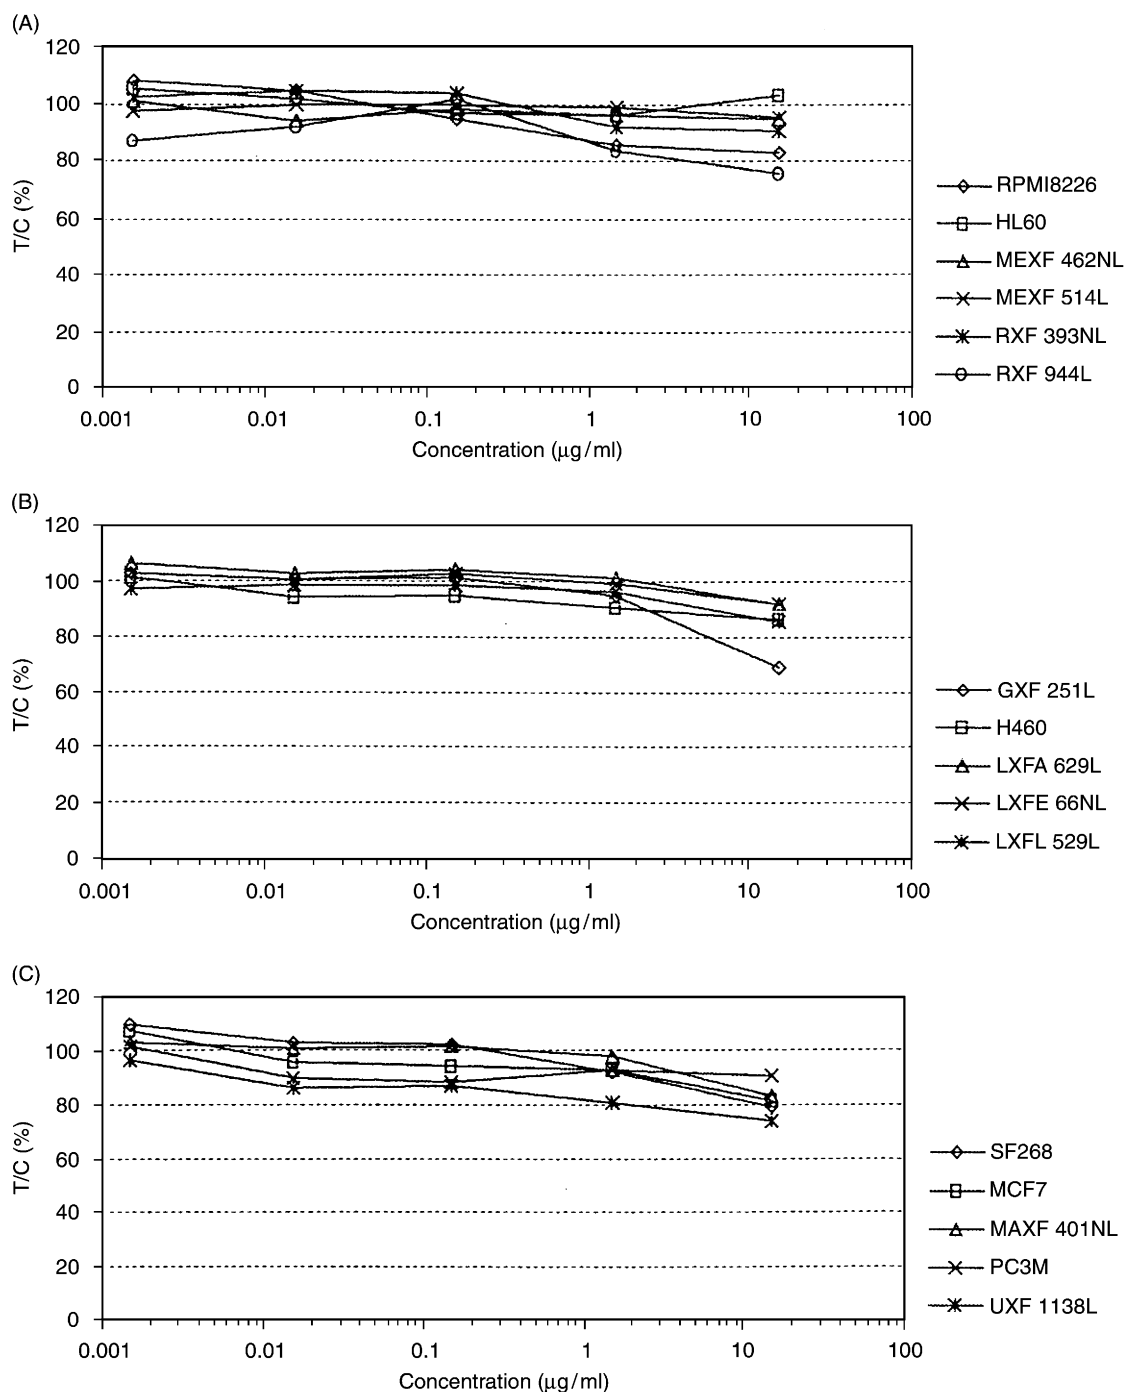 (A)
120
100
80
60
40
20
0
T/C (%)
0.001
0.01
0.1
1
10
100
Concentration (μg/ml)
RPMI8226
HL60
MEXF 462NL
MEXF 514L
RXF 393NL
RXF 944L
(B)
120
100
80
60
40
20
0
T/C (%)
0.001
0.01
0.1
1
10
100
Concentration (μg/ml)
GXF 251L
H460
LXFA 629L
LXFE 66NL
LXFL 529L
(C)
120
100
80
60
40
20
0
T/C (%)
0.001
0.01
0.1
1
10
100
Concentration (μg/ml)
SF268
MCF7
MAXF 401NL
PC3M
UXF 1138L